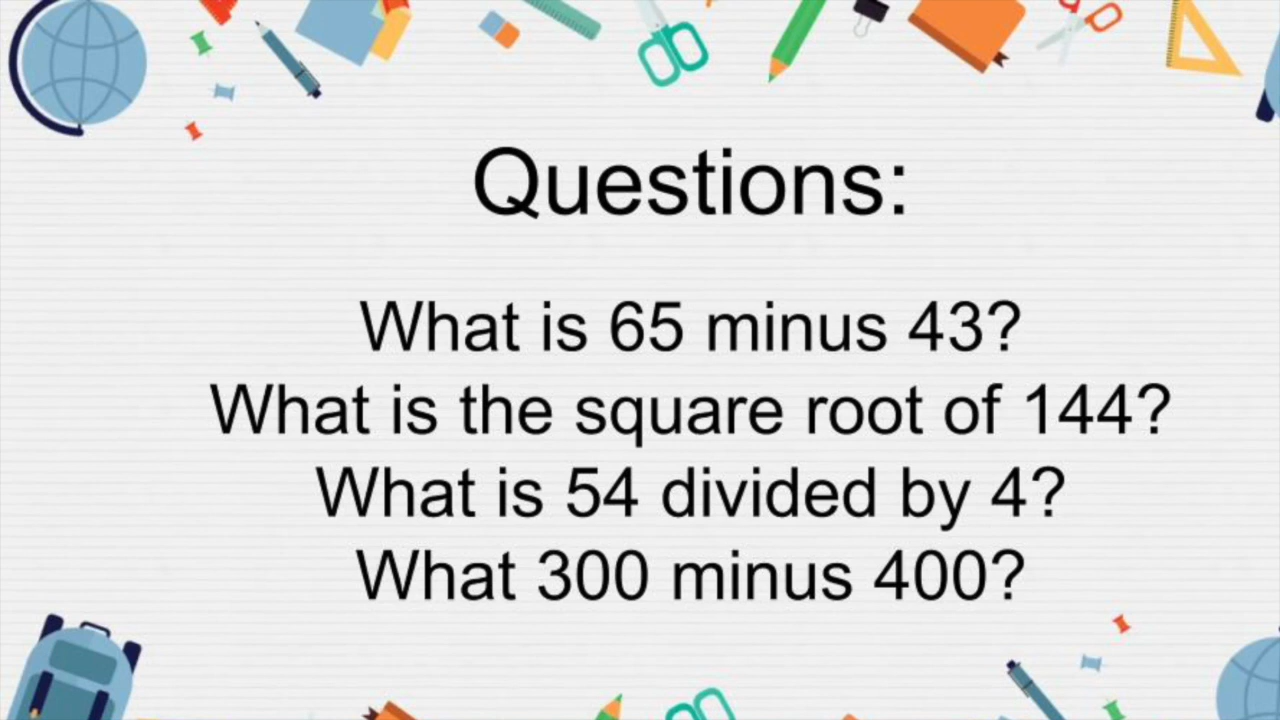 Questions:
What is 65 minus 43?
What is the square root of 144?
What is 54 divided by 4?
What 300 minus 400?